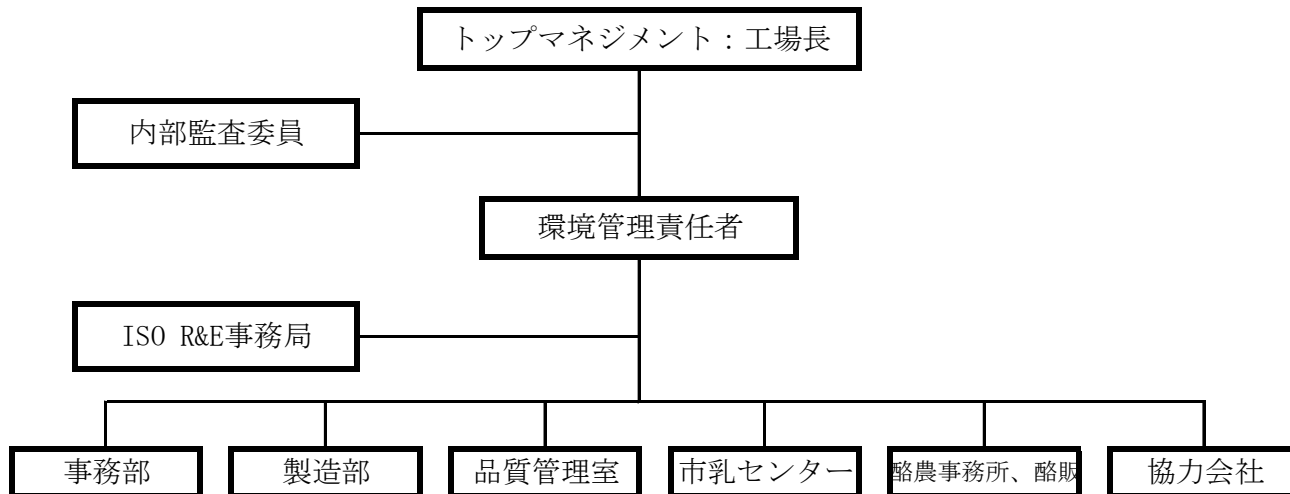 トップマネジメント：工場長
内部監査委員
環境管理責任者
ISO R&E事務局
事務部
製造部
品質管理室
市乳センター
酪農事務所、酪販
協力会社